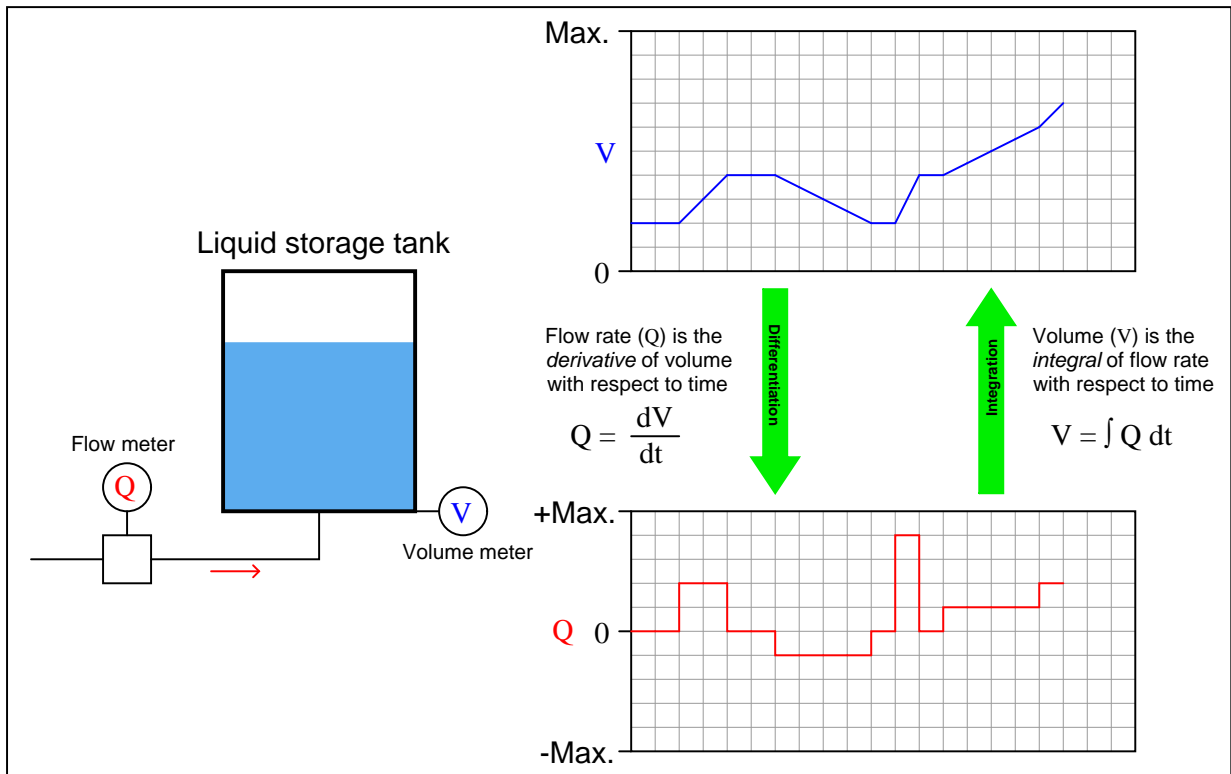 Max.
V
0
Liquid storage tank
Flow meter
Q
V
Volume meter
Flow rate (Q) is the
derivative of volume
with respect to time
Q = dV
dt
Differentiation
Integration
Volume (V) is the
integral of flow rate
with respect to time
V = ∫ Q dt
+Max.
Q 0
-Max.